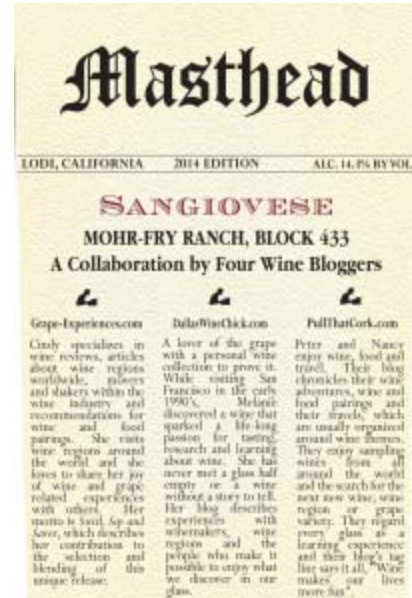 Masthead
LODI, CALIFORNIA 2014 EDITION ALC. 14.1% BY VOL.
SANGIOVESE
MOHR-FRY RANCH, BLOCK 433
A Collaboration by Four Wine Bloggers
Grape-Experiences.com
Cindy specializes in
wine reviews, articles
about wine regions
worldwide, movers
and shakers within the
wine industry and
recommendations for
wine and food
pairings. She visits
wine regions around
the world and she
loves to share her joy
of wine and grape
related experiences
with others. Her
motto is Swirl, Sip and
Savor, which describes
her contribution to
the selection and
blending of this
unique release.
DallasWineChick.com
A lover of the grape
with a personal wine
collection to prove it.
While visiting San
Francisco in the early
1990's, Melanie
discovered a wine that
sparked a life-long
passion for tasting,
research and learning
about wine. She has
never met a glass half
empty or a wine
without a story to tell.
Her blog describes
experiences with
winemakers, wine
regions and the
people who make it
possible to enjoy what
we discover in our
glass.
PullThatCork.com
Peter and Nancy
enjoy wine, food and
travel. Their blog
chronicles their wine
adventures, wine and
food pairings and
their travels, which
are usually organized
around wine themes.
They enjoy sampling
wines from all
around the world
and the search for the
next new wine, wine
region or grape
variety. They regard
every glass as a
learning experience
and their blog's tag
line says it all, "Wine
makes our lives
more fun".